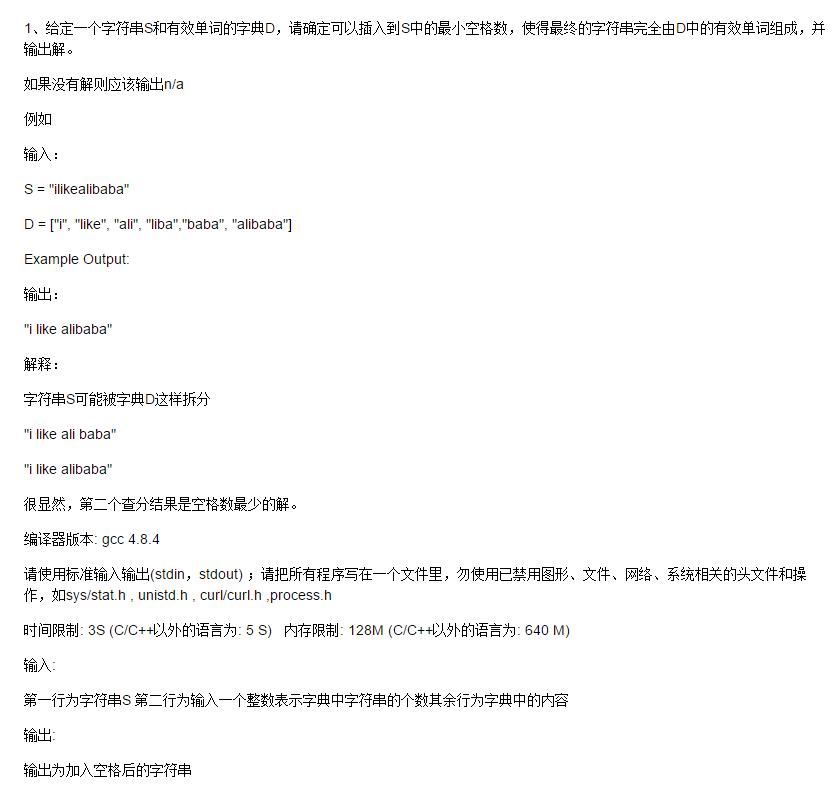 1、给定一个字符串S和有效单词的字典D，请确定可以插入到S中的最小空格数，使得最终的字符串完全由D中的有效单词组成，并
输出解。
如果没有解则应该输出n/a
例如
输入：
S = "ilikealibaba"
D = ["i", "like", "ali", "liba","baba", "alibaba"]
Example Output:
输出：
"i like alibaba"
解释：
字符串S可能被字典D这样拆分
"i like ali baba"
"i like alibaba"
很显然，第二个查分结果是空格数最少的解。
编译器版本: gcc 4.8.4
请使用标准输入输出(stdin，stdout) ；请把所有程序写在一个文件里，勿使用已禁用图形、文件、网络、系统相关的头文件和操
作，如sys/stat.h , unistd.h , curl/curl.h ,process.h
时间限制: 3S (C/C++以外的语言为: 5 S) 内存限制: 128M (C/C++以外的语言为: 640 M)
输入:
第一行为字符串S 第二行为输入一个整数表示字典中字符串的个数其余行为字典中的内容
输出:
输出为加入空格后的字符串